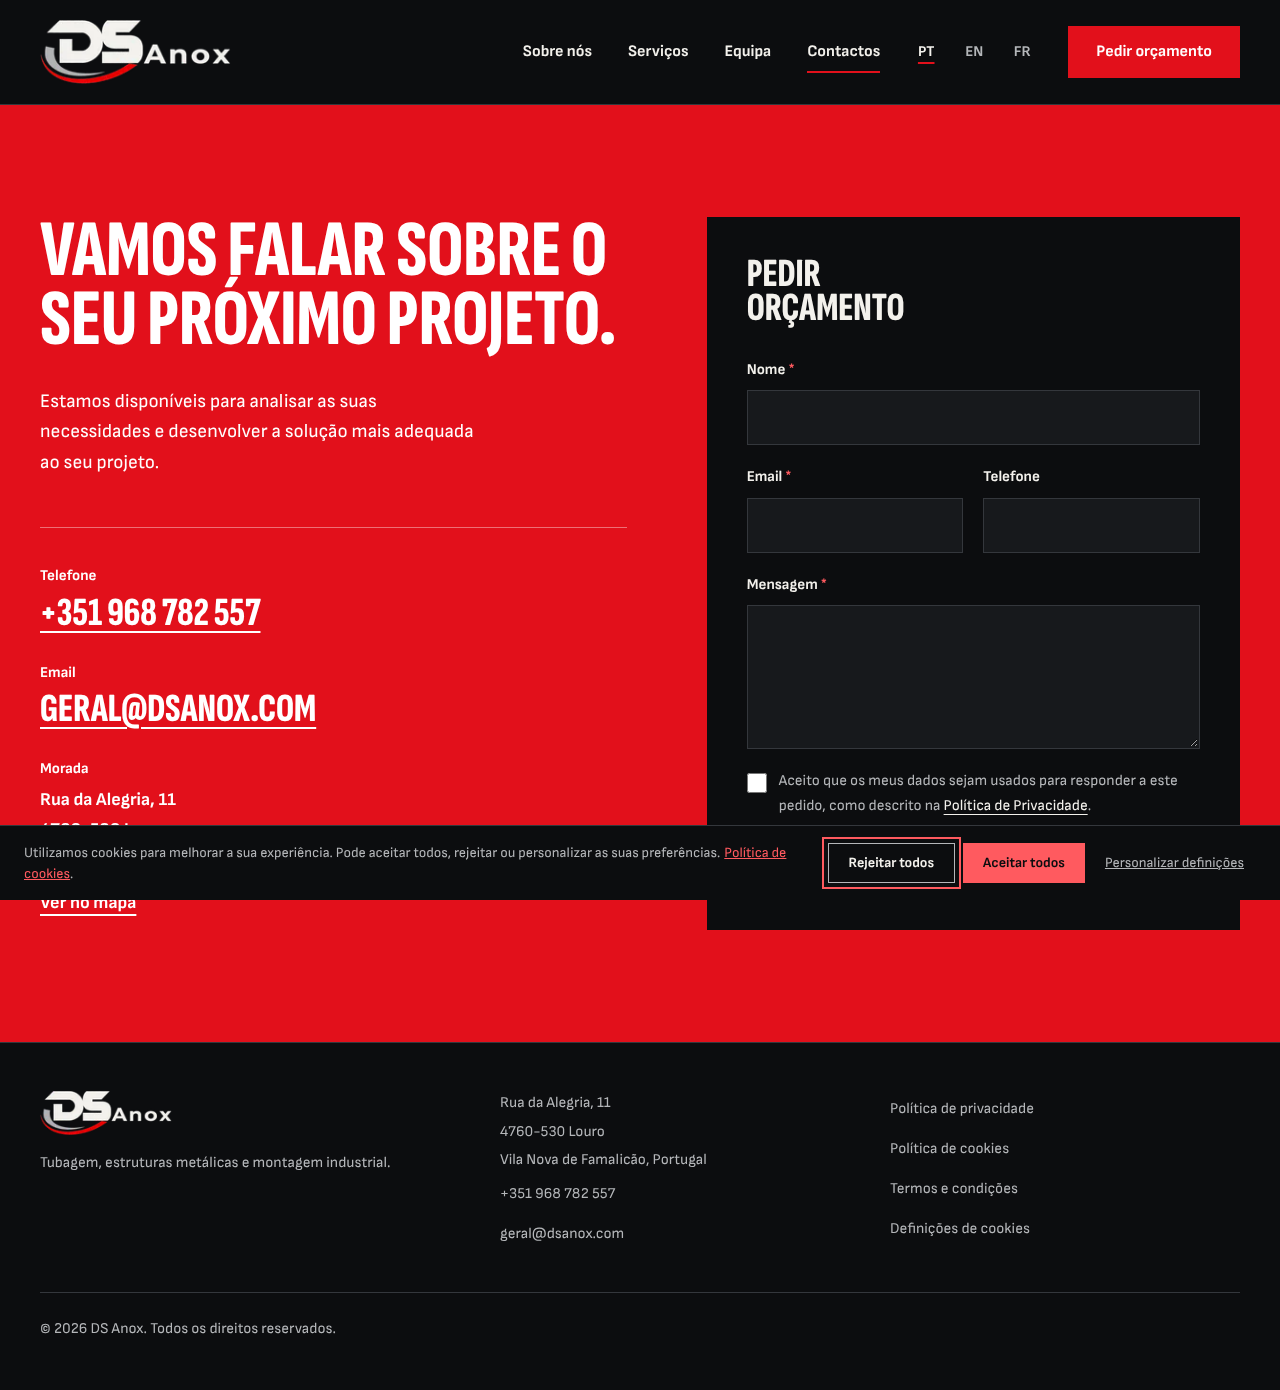 DS Anox
Sobre nós
Serviços
Equipa
Contactos
PT
EN
FR
Pedir orçamento
VAMOS FALAR SOBRE O
SEU PRÓXIMO PROJETO.
Estamos disponíveis para analisar as suas
necessidades e desenvolver a solução mais adequada
ao seu projeto.
Telefone
+351 968 782 557
Email
GERAL@DSANOX.COM
Morada
Rua da Alegria, 11
Ver no mapa
PEDIR
ORÇAMENTO
Nome *
Email *
Telefone
Mensagem *
Aceito que os meus dados sejam usados para responder a este
pedido, como descrito na Política de Privacidade.
Utilizamos cookies para melhorar a sua experiência. Pode aceitar todos, rejeitar ou personalizar as suas preferências. Política de
cookies.
Rejeitar todos
Aceitar todos
Personalizar definições
DS Anox
Tubagem, estruturas metálicas e montagem industrial.
Rua da Alegria, 11
4760-530 Louro
Vila Nova de Famalicão, Portugal
+351 968 782 557
geral@dsanox.com
Política de privacidade
Política de cookies
Termos e condições
Definições de cookies
© 2026 DS Anox. Todos os direitos reservados.